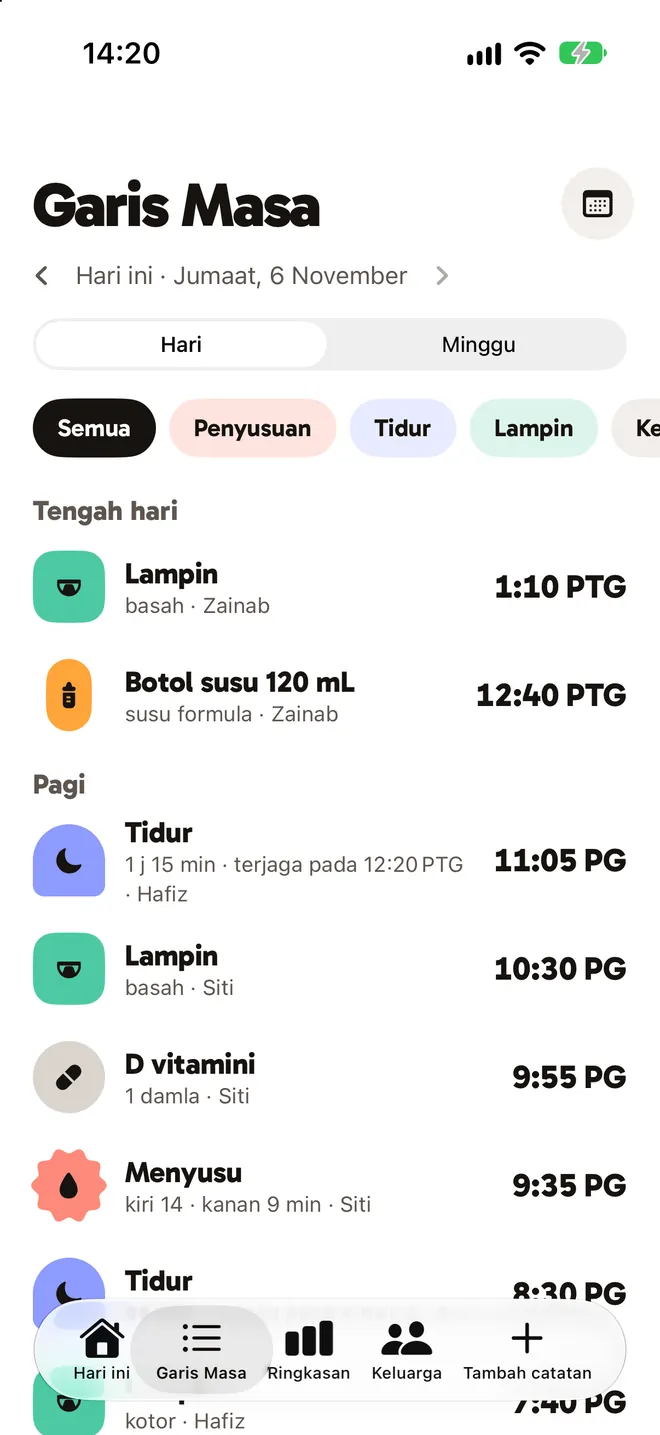 14:20
Garis Masa
Hari ini · Jumaat, 6 November
Hari
Minggu
Semua
Penyusuan
Tidur
Lampin
Ke
Tengah hari
Lampin
basah · Zainab
1:10 PTG
Botol susu 120 mL
susu formula · Zainab
12:40 PTG
Pagi
Tidur
1 j 15 min · terjaga pada 12:20 PTG
· Hafiz
11:05 PG
Lampin
basah · Siti
10:30 PG
D vitamini
1 damla · Siti
9:55 PG
Menyusu
kiri 14 · kanan 9 min · Siti
9:35 PG
Tidur
8:30 PG
Hari ini
Garis Masa
Ringkasan
Keluarga
Tambah catatan
7:40 PG
kotor · Hafiz